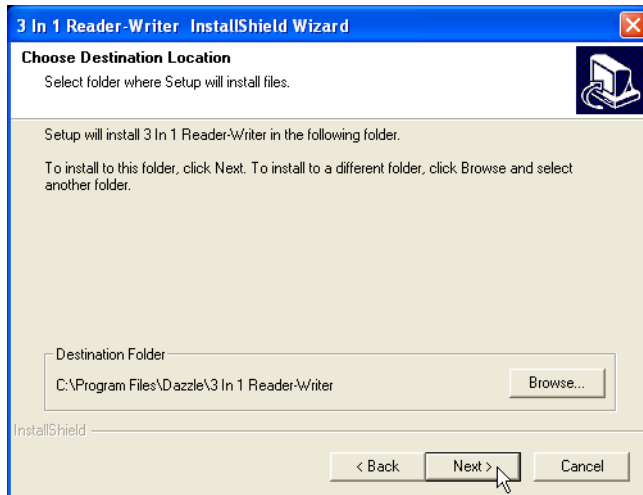 3 In 1 Reader-Writer InstallShield Wizard
Choose Destination Location
Select folder where Setup will install files.
Setup will install 3 In 1 Reader-Writer in the following folder.
To install to this folder, click Next. To install to a different folder, click Browse and select
another folder.
Destination Folder
C:\Program Files\Dazzle\3 In 1 Reader-Writer
Browse...
InstallShield
< Back
Next >
Cancel